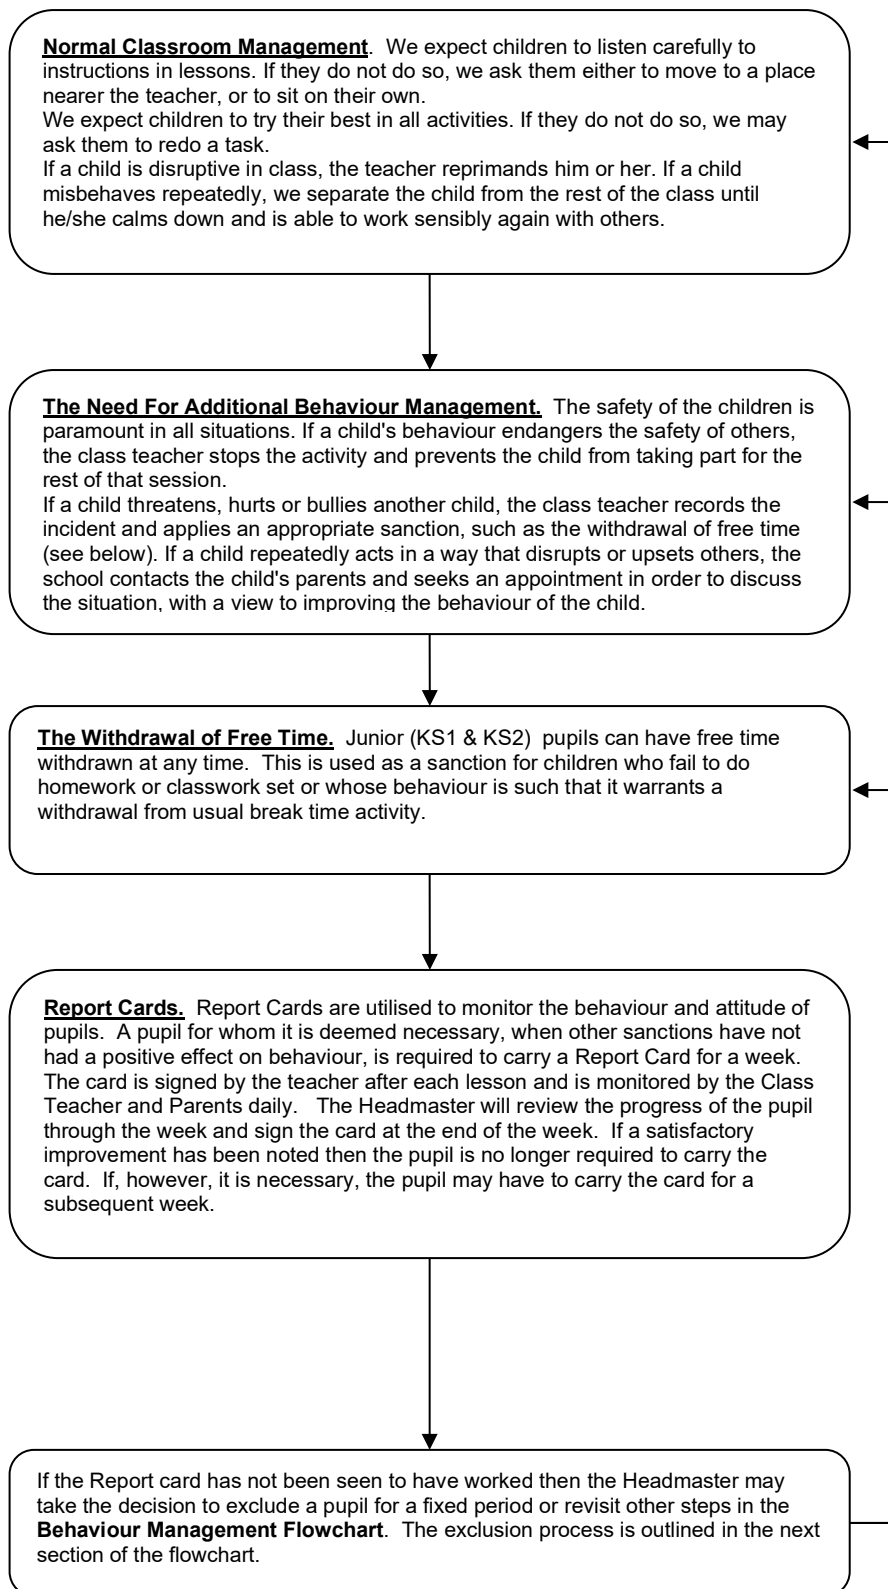 Normal Classroom Management.  We expect children to listen carefully to
instructions in lessons. If they do not do so, we ask them either to move to a place
nearer the teacher, or to sit on their own.
We expect children to try their best in all activities. If they do not do so, we may
ask them to redo a task.
If a child is disruptive in class, the teacher reprimands him or her. If a child
misbehaves repeatedly, we separate the child from the rest of the class until
he/she calms down and is able to work sensibly again with others.
The Need For Additional Behaviour Management.  The safety of the children is
paramount in all situations. If a child's behaviour endangers the safety of others,
the class teacher stops the activity and prevents the child from taking part for the
rest of that session.
If a child threatens, hurts or bullies another child, the class teacher records the
incident and applies an appropriate sanction, such as the withdrawal of free time
(see below). If a child repeatedly acts in a way that disrupts or upsets others, the
school contacts the child's parents and seeks an appointment in order to discuss
the situation, with a view to improving the behaviour of the child.
The Withdrawal of Free Time.  Junior (KS1 & KS2)  pupils can have free time
withdrawn at any time.  This is used as a sanction for children who fail to do
homework or classwork set or whose behaviour is such that it warrants a
withdrawal from usual break time activity.
Report Cards.  Report Cards are utilised to monitor the behaviour and attitude of
pupils.  A pupil for whom it is deemed necessary, when other sanctions have not
had a positive effect on behaviour, is required to carry a Report Card for a week.
The card is signed by the teacher after each lesson and is monitored by the Class
Teacher and Parents daily.   The Headmaster will review the progress of the pupil
through the week and sign the card at the end of the week.  If a satisfactory
improvement has been noted then the pupil is no longer required to carry the
card.  If, however, it is necessary, the pupil may have to carry the card for a
subsequent week.
If the Report card has not been seen to have worked then the Headmaster may
take the decision to exclude a pupil for a fixed period or revisit other steps in the
Behaviour Management Flowchart.  The exclusion process is outlined in the next
section of the flowchart.